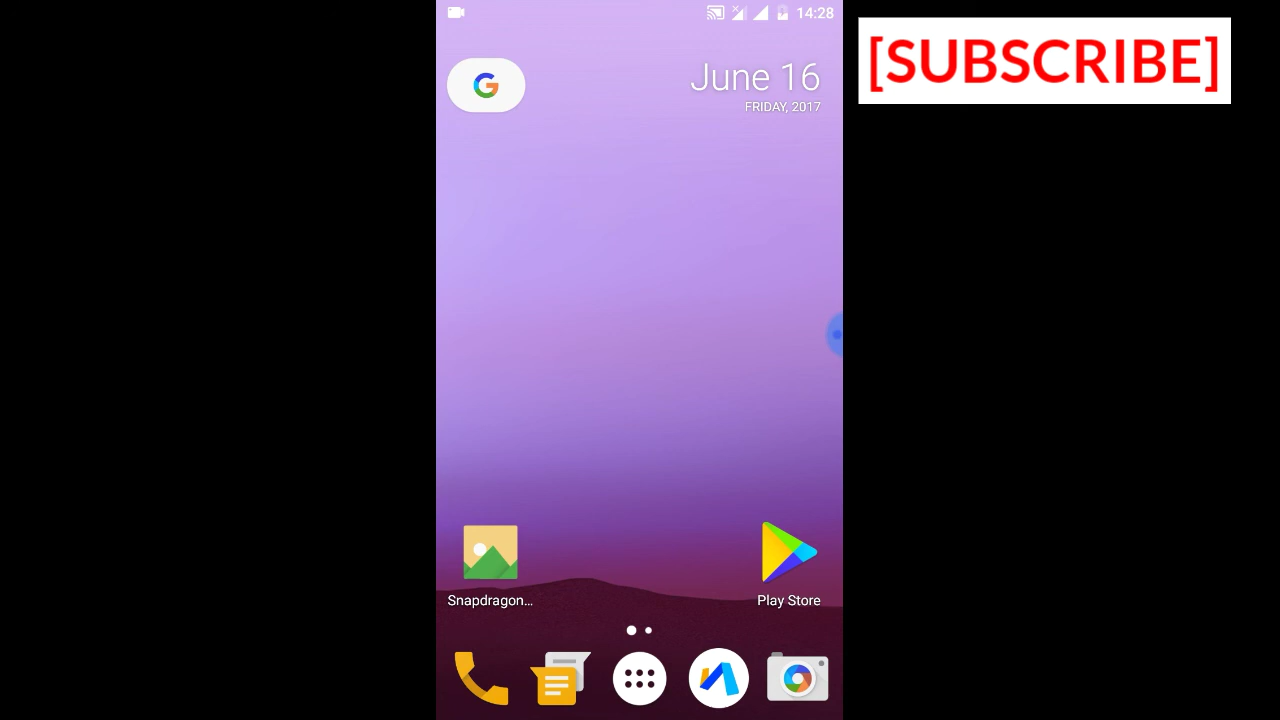 14:28
[SUBSCRIBE]
G
June 16
FRIDAY, 2017
Snapdragon...
Play Store